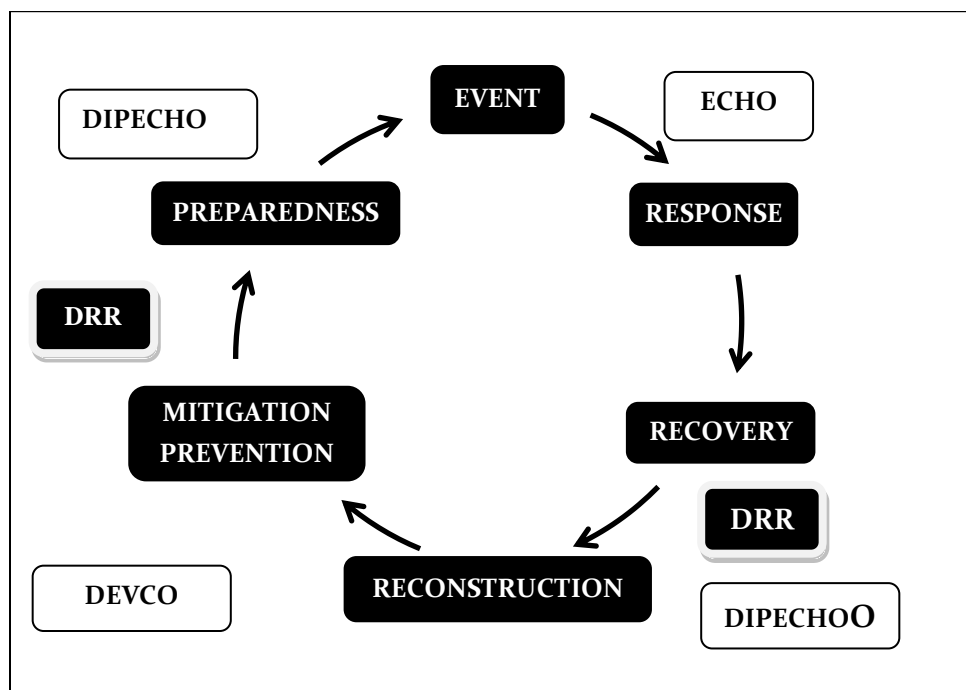 EVENT
ECHO
DIPECHO
PREPAREDNESS
RESPONSE
DRR
MITIGATION
PREVENTION
RECOVERY
DRR
RECONSTRUCTION
DEVCO
DIPECHOO